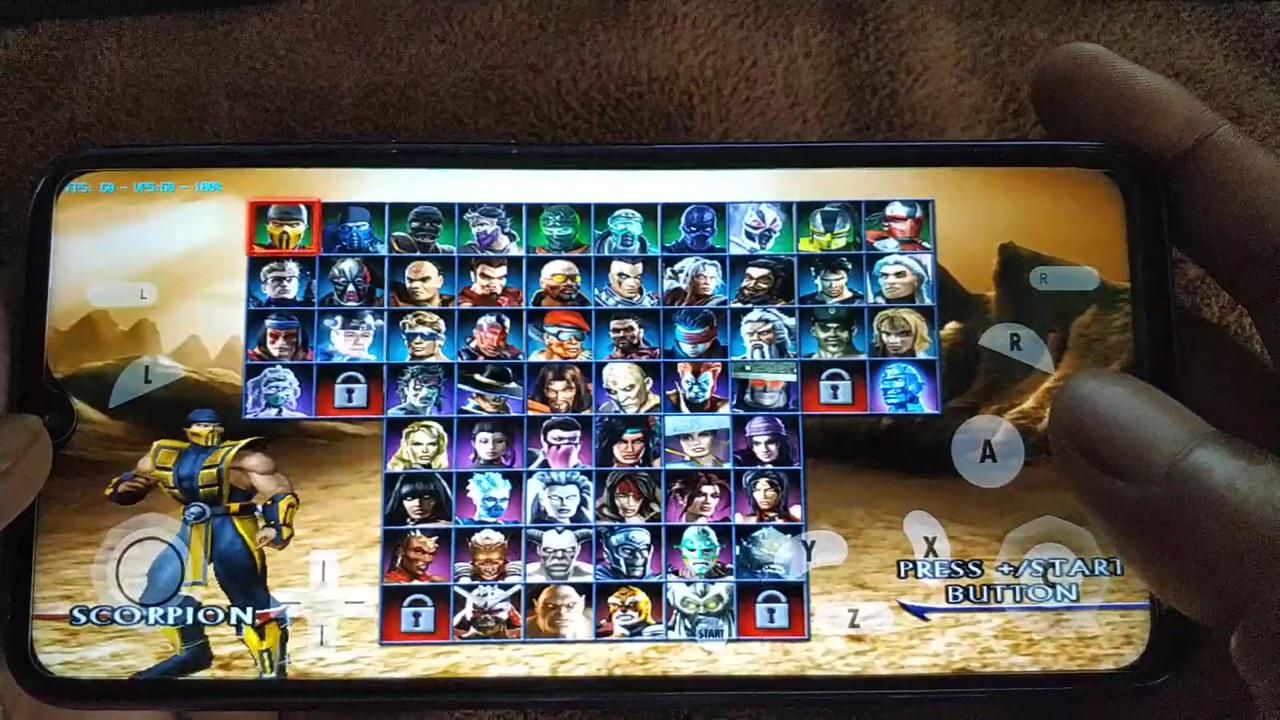 FPS: 60 - VPS:60 - 100%
L
R
L
R
A
Y
X
PRESS +/START
BUTTON
SCORPION
Z
START